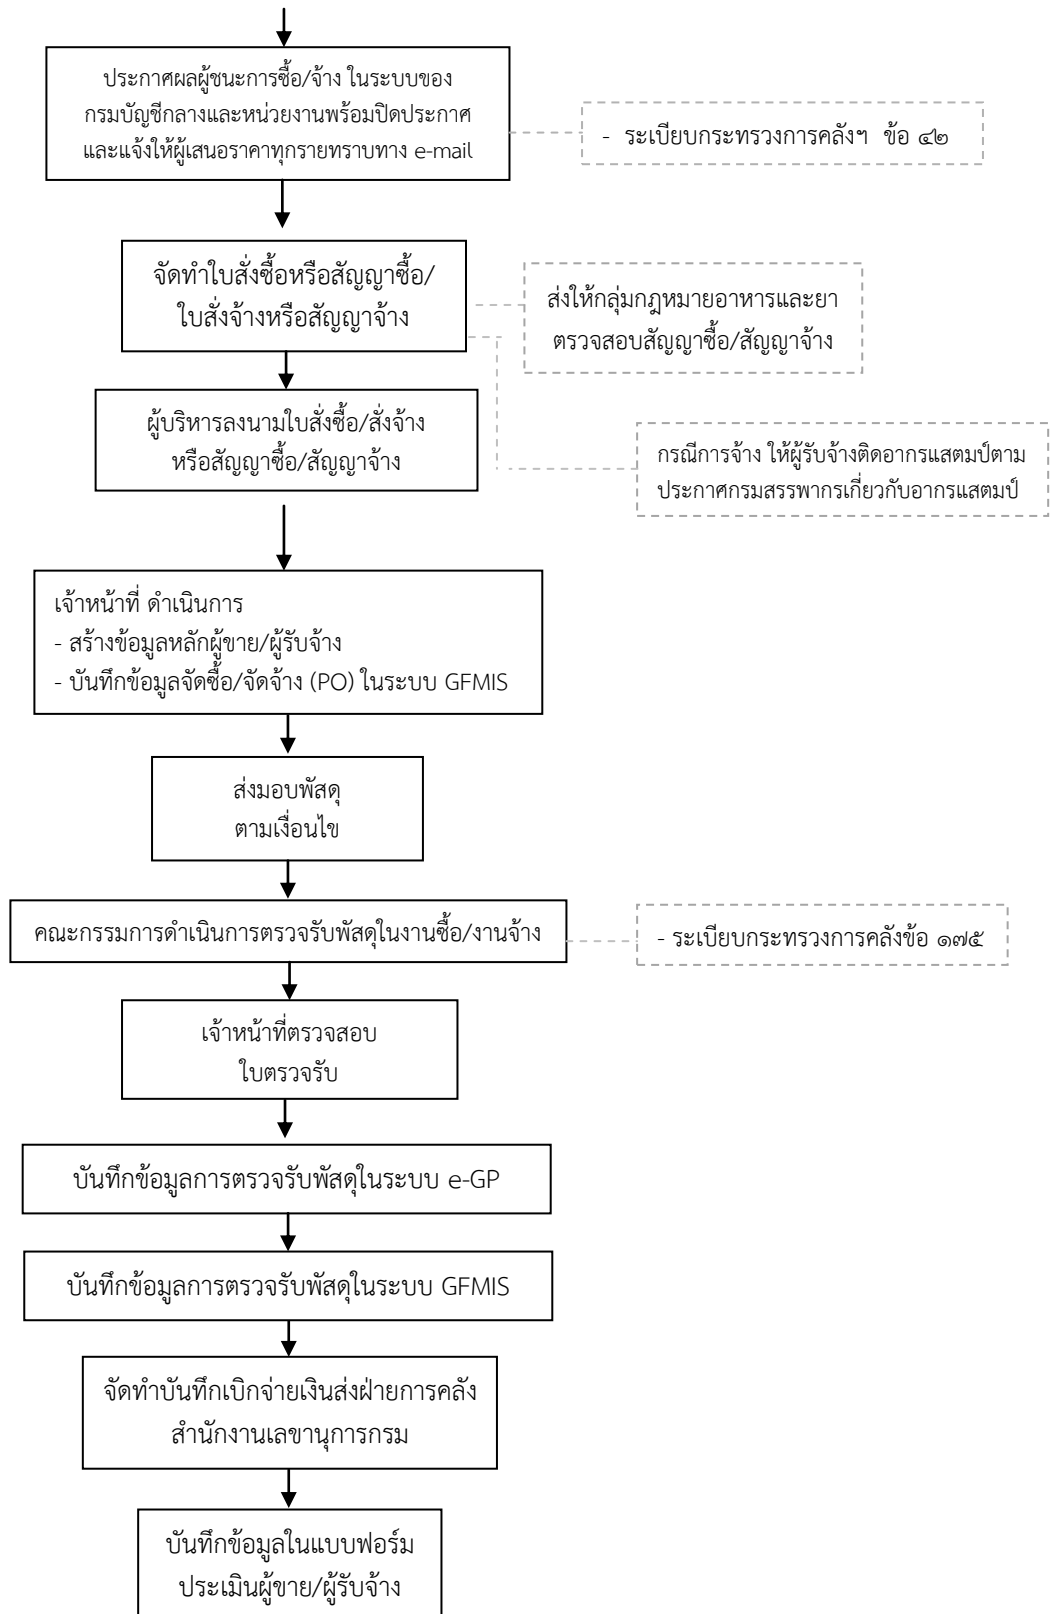 ประกาศผลผู้ชนะการซื้อ/จ้าง ในระบบของ
กรมบัญชีกลางและหน่วยงานพร้อมปิดประกาศ
และแจ้งให้ผู้เสนอราคาทุกรายทราบทาง e-mail
- ระเบียบกระทรวงการคลังฯ ข้อ ๔๒
จัดทำใบสั่งซื้อหรือสัญญาซื้อ/
ใบสั่งจ้างหรือสัญญาจ้าง
ส่งให้กลุ่มกฎหมายอาหารและยา
ตรวจสอบสัญญาซื้อ/สัญญาจ้าง
ผู้บริหารลงนามใบสั่งซื้อ/สั่งจ้าง
หรือสัญญาซื้อ/สัญญาจ้าง
กรณีการจ้าง ให้ผู้รับจ้างติดอากรแสตมป์ตาม
ประกาศกรมสรรพากรเกี่ยวกับอากรแสตมป์
เจ้าหน้าที่ ดำเนินการ
- สร้างข้อมูลหลักผู้ขาย/ผู้รับจ้าง
- บันทึกข้อมูลจัดซื้อ/จัดจ้าง (PO) ในระบบ GFMIS
ส่งมอบพัสดุ
ตามเงื่อนไข
คณะกรรมการดำเนินการตรวจรับพัสดุในงานซื้อ/งานจ้าง
- ระเบียบกระทรวงการคลังข้อ ๑๗๕
เจ้าหน้าที่ตรวจสอบ
ใบตรวจรับ
บันทึกข้อมูลการตรวจรับพัสดุในระบบ e-GP
บันทึกข้อมูลการตรวจรับพัสดุในระบบ GFMIS
จัดทำบันทึกเบิกจ่ายเงินส่งฝ่ายการคลัง
สำนักงานเลขานุการกรม
บันทึกข้อมูลในแบบฟอร์ม
ประเมินผู้ขาย/ผู้รับจ้าง